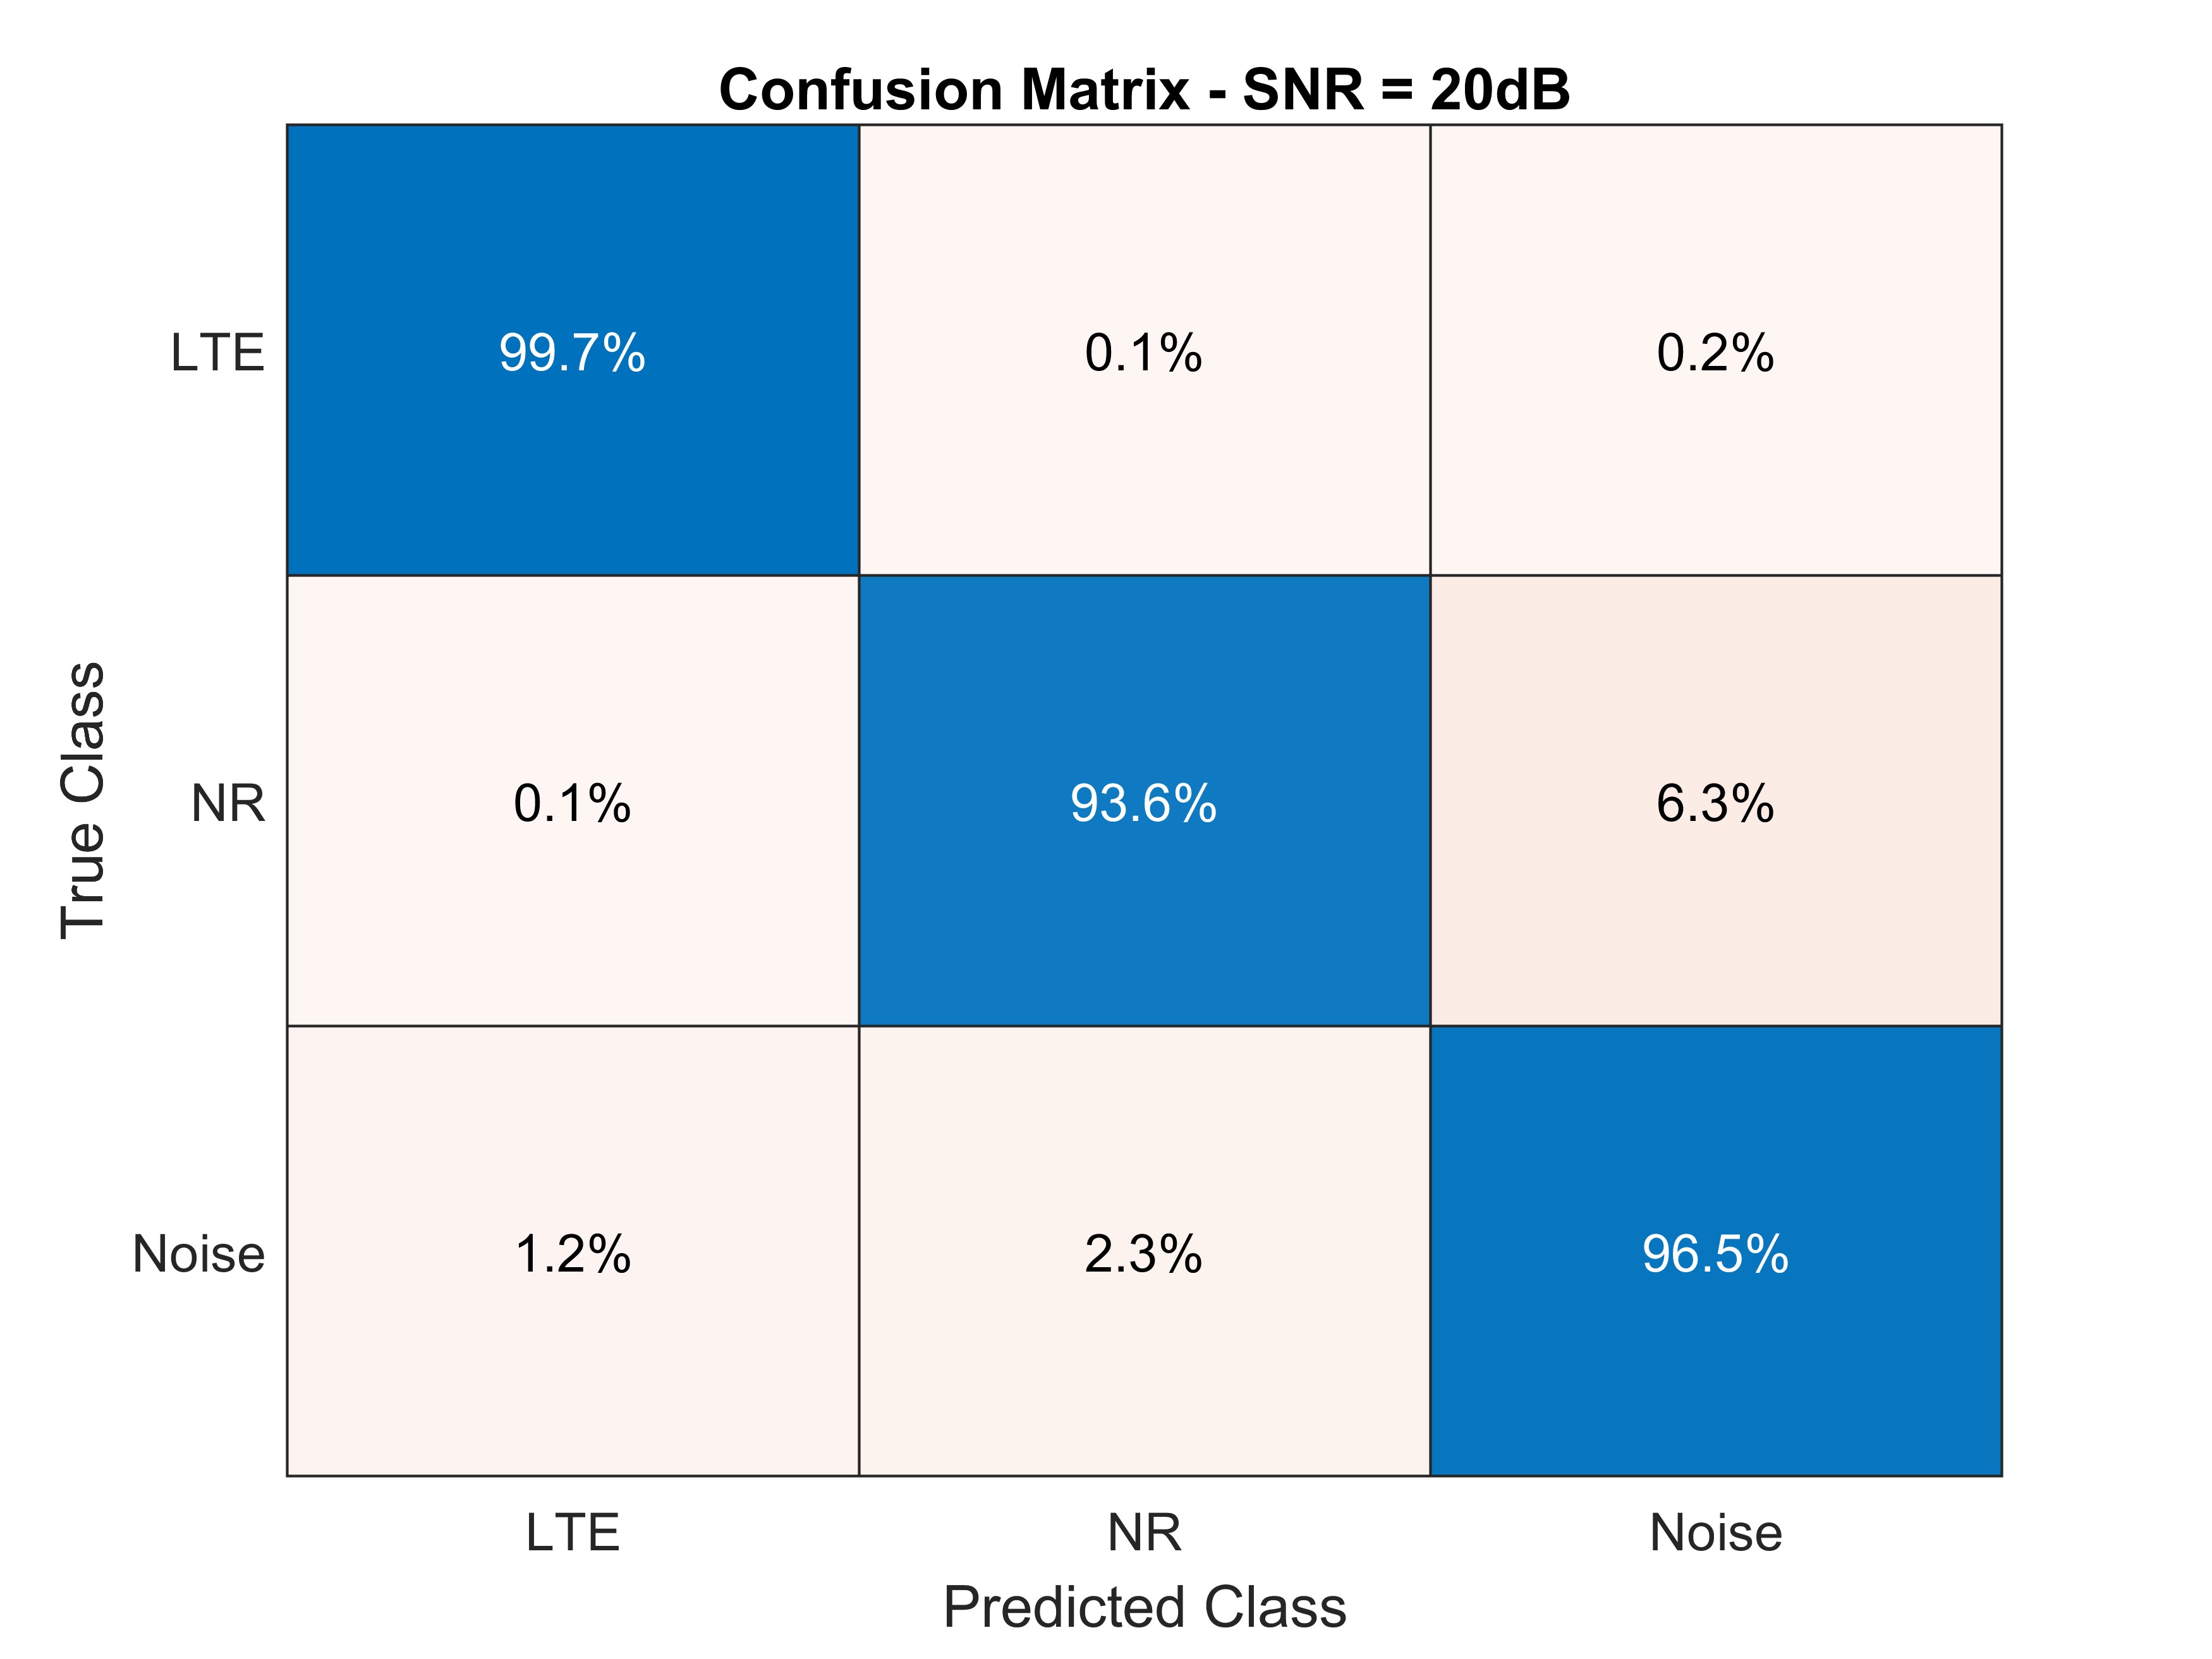 Confusion Matrix - SNR = 20dB
LTE
99.7%
0.1%
0.2%
True Class
NR
0.1%
93.6%
6.3%
Noise
1.2%
2.3%
96.5%
LTE
NR
Noise
Predicted Class